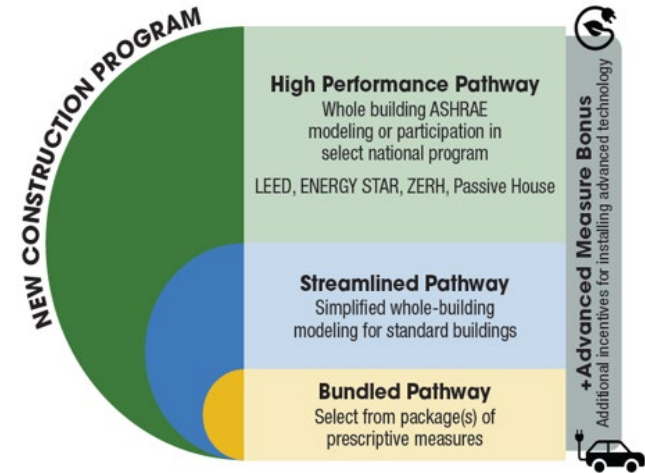 NEW CONSTRUCTION PROGRAM
High Performance Pathway
Whole building ASHRAE
modeling or participation in
select national program
LEED, ENERGY STAR, ZERH, Passive House
Streamlined Pathway
Simplified whole-building
modeling for standard buildings
Bundled Pathway
Select from package(s) of
prescriptive measures
+Advanced Measure Bonus
Additional incentives for installing advanced technology